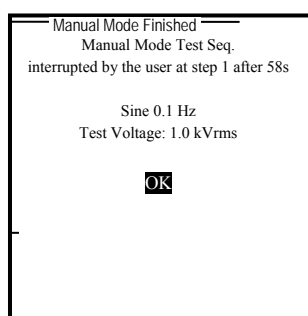 Manual Mode Finished
Manual Mode Test Seq.
interrupted by the user at step 1 after 58s
Sine 0.1 Hz
Test Voltage: 1.0 kVrms
OK